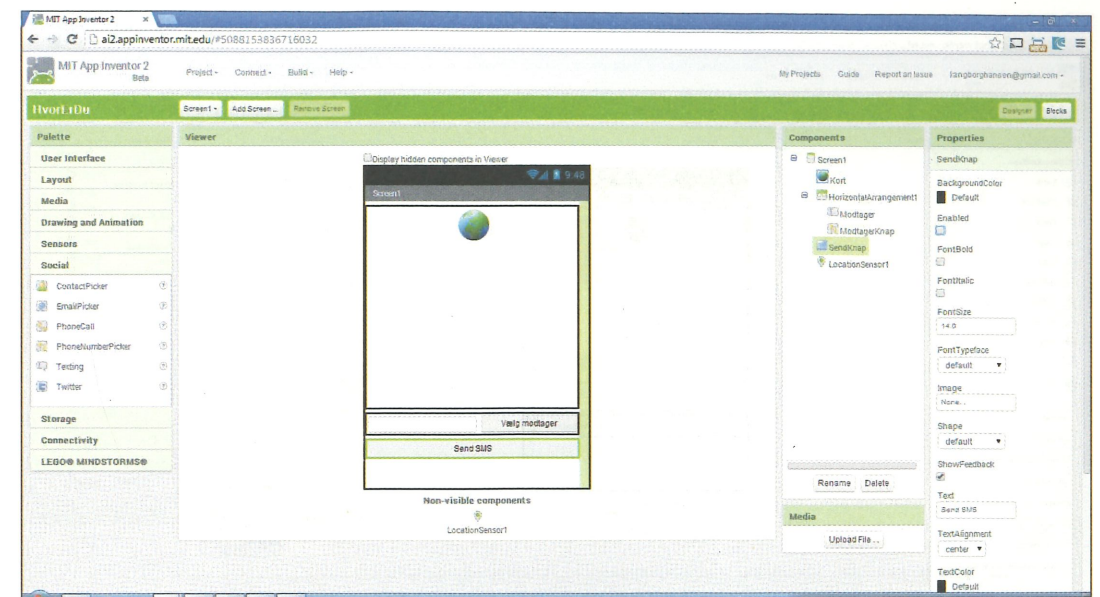 MIT App Inventor 2
ai2.appinventor.mit.edu/#5088153836716032
MIT App Inventor 2
Beta
Project Connect Build Help
My Projects Guide Report an Issue liangborghansen@gmail.com
HvorErDu
Screen1 Add Screen ... Remove Screen
Designer Blocks
Palette
User Interface
Layout
Media
Drawing and Animation
Sensors
Social
ContactPicker
EmailPicker
PhoneCall
PhoneNumberPicker
Texting
Twitter
Storage
Connectivity
LEGO® MINDSTORMS®
Viewer
Display hidden components in Viewer
9:48
Screen1
Vælg modtager
Send SMS
Non-visible components
LocationSensor1
Components
Screen1
Kort
HorizontalArrangement1
Modtager
ModtagerKnap
SendKnap
LocationSensor1
Rename Delete
Media
Upload File ...
Properties
SendKnap
BackgroundColor
Default
Enabled
FontBold
FontItalic
FontSize
14.0
FontTypeface
default
Image
None...
Shape
default
ShowFeedback
Text
Send SMS
TextAlignment
center
TextColor
Default